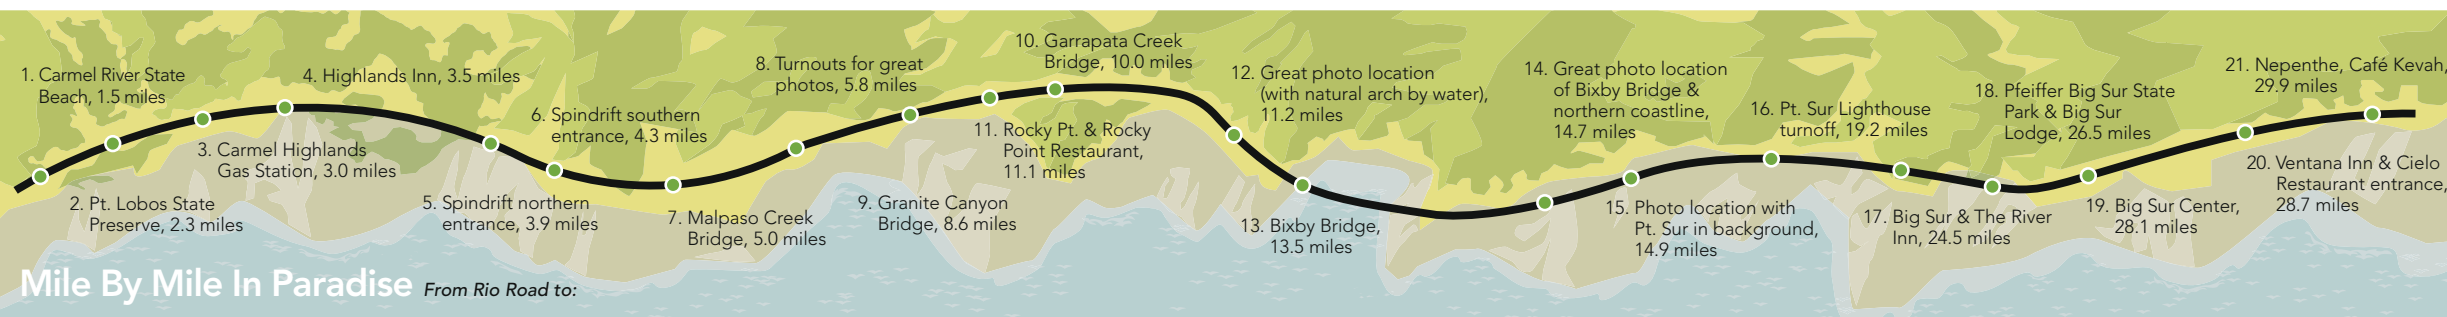 1. Carmel River State
Beach, 1.5 miles
2. Pt. Lobos State
Preserve, 2.3 miles
3. Carmel Highlands
Gas Station, 3.0 miles
4. Highlands Inn, 3.5 miles
5. Spindrift northern
entrance, 3.9 miles
6. Spindrift southern
entrance, 4.3 miles
7. Malpaso Creek
Bridge, 5.0 miles
8. Turnouts for great
photos, 5.8 miles
9. Granite Canyon
Bridge, 8.6 miles
10. Garrapata Creek
Bridge, 10.0 miles
11. Rocky Pt. & Rocky
Point Restaurant,
11.1 miles
12. Great photo location
(with natural arch by water),
11.2 miles
13. Bixby Bridge,
13.5 miles
14. Great photo location
of Bixby Bridge &
northern coastline,
14.7 miles
15. Photo location with
Pt. Sur in background,
14.9 miles
16. Pt. Sur Lighthouse
turnoff, 19.2 miles
17. Big Sur & The River
Inn, 24.5 miles
18. Pfeiffer Big Sur State
Park & Big Sur
Lodge, 26.5 miles
19. Big Sur Center,
28.1 miles
20. Ventana Inn & Cielo
Restaurant entrance,
28.7 miles
21. Nepenthe, Café Kevah,
29.9 miles
Mile By Mile In Paradise From Rio Road to: